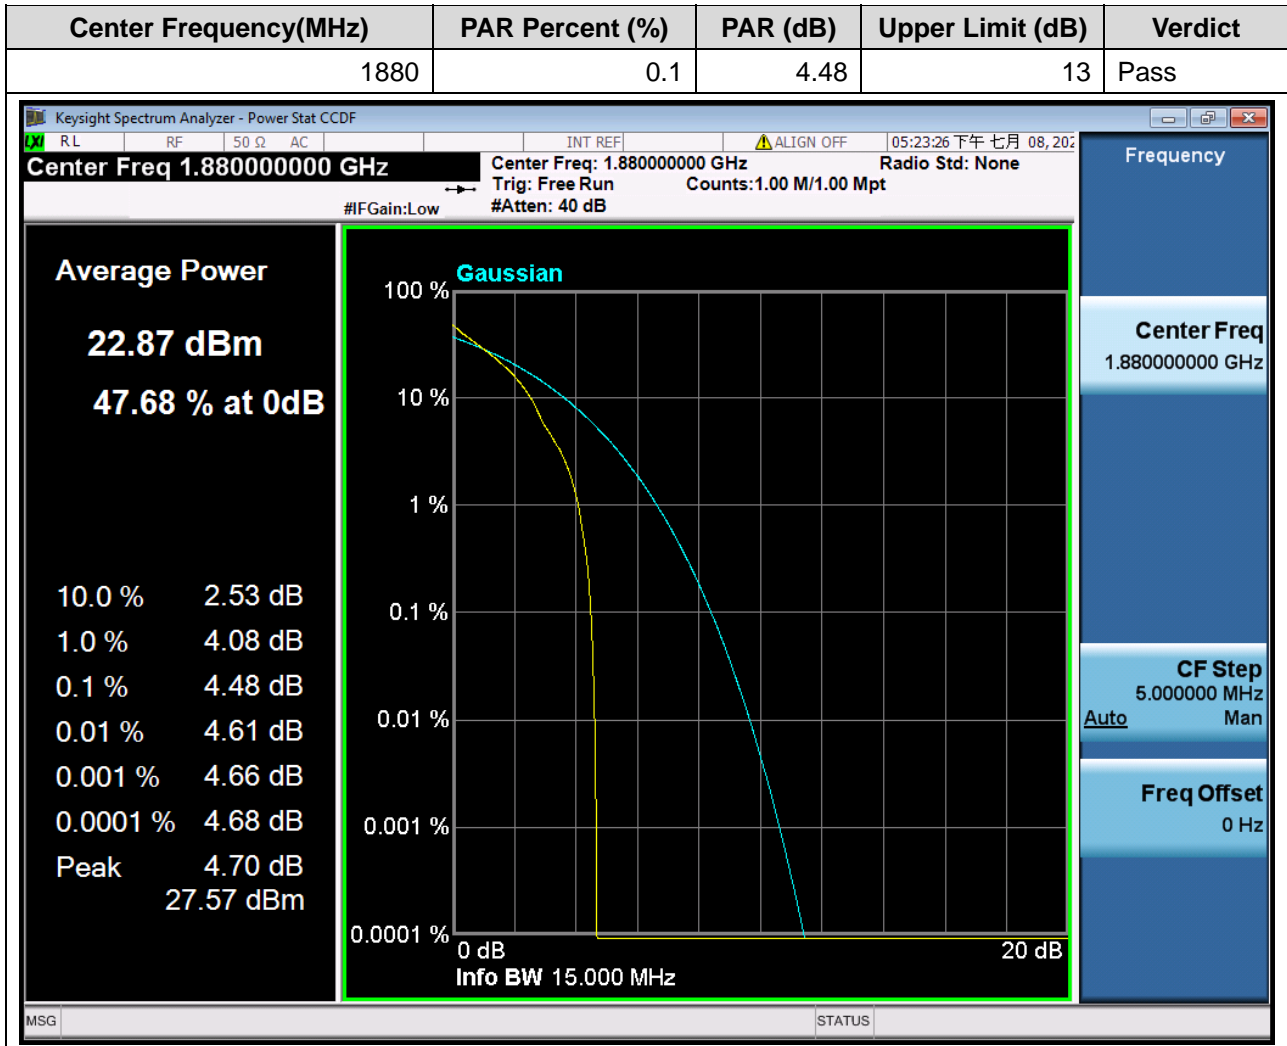 Center Frequency(MHz) PAR Percent (%) PAR (dB) Upper Limit (dB) Verdict
1880 0.1 4.48 13 Pass
Keysight Spectrum Analyzer - Power Stat CCDF
LXI RL RF 50 Ω AC INT REF ALIGN OFF 05:23:26 下午 七月 08, 202
Center Freq 1.880000000 GHz
Center Freq: 1.880000000 GHz Radio Std: None
Trig: Free Run Counts:1.00 M/1.00 Mpt
#IFGain:Low #Atten: 40 dB
Average Power
22.87 dBm
47.68 % at 0dB
10.0 % 2.53 dB
1.0 % 4.08 dB
0.1 % 4.48 dB
0.01 % 4.61 dB
0.001 % 4.66 dB
0.0001 % 4.68 dB
Peak 4.70 dB
27.57 dBm
Gaussian
100 %
10 %
1 %
0.1 %
0.01 %
0.001 %
0.0001 %
0 dB 20 dB
Info BW 15.000 MHz
Frequency
Center Freq
1.880000000 GHz
CF Step
5.000000 MHz
Auto Man
Freq Offset
0 Hz
MSG STATUS